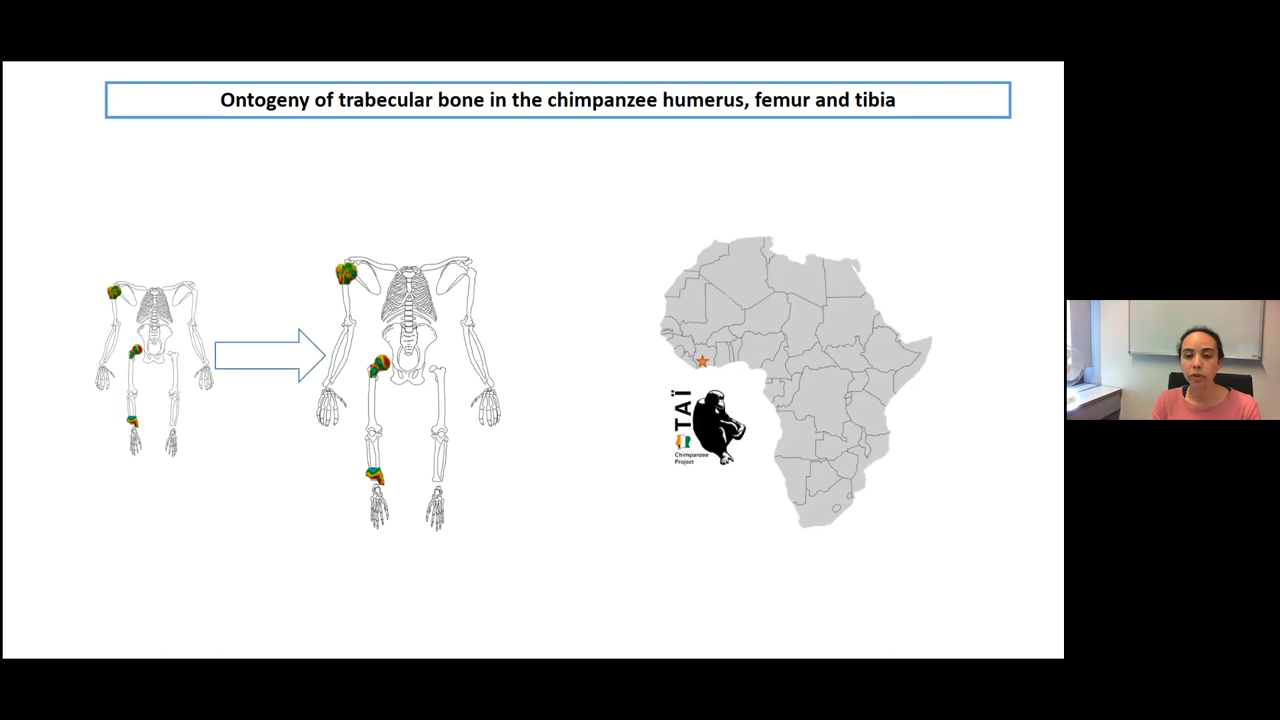 Ontogeny of trabecular bone in the chimpanzee humerus, femur and tibia
TAÏ
Chimpanzee
Project